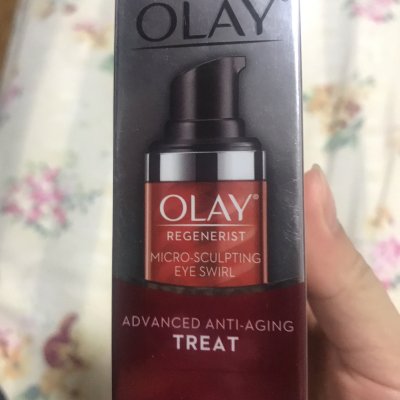 OLAY
OLAY®
REGENERIST
MICRO-SCULPTING
EYE SWIRL
ADVANCED ANTI-AGING
TREAT